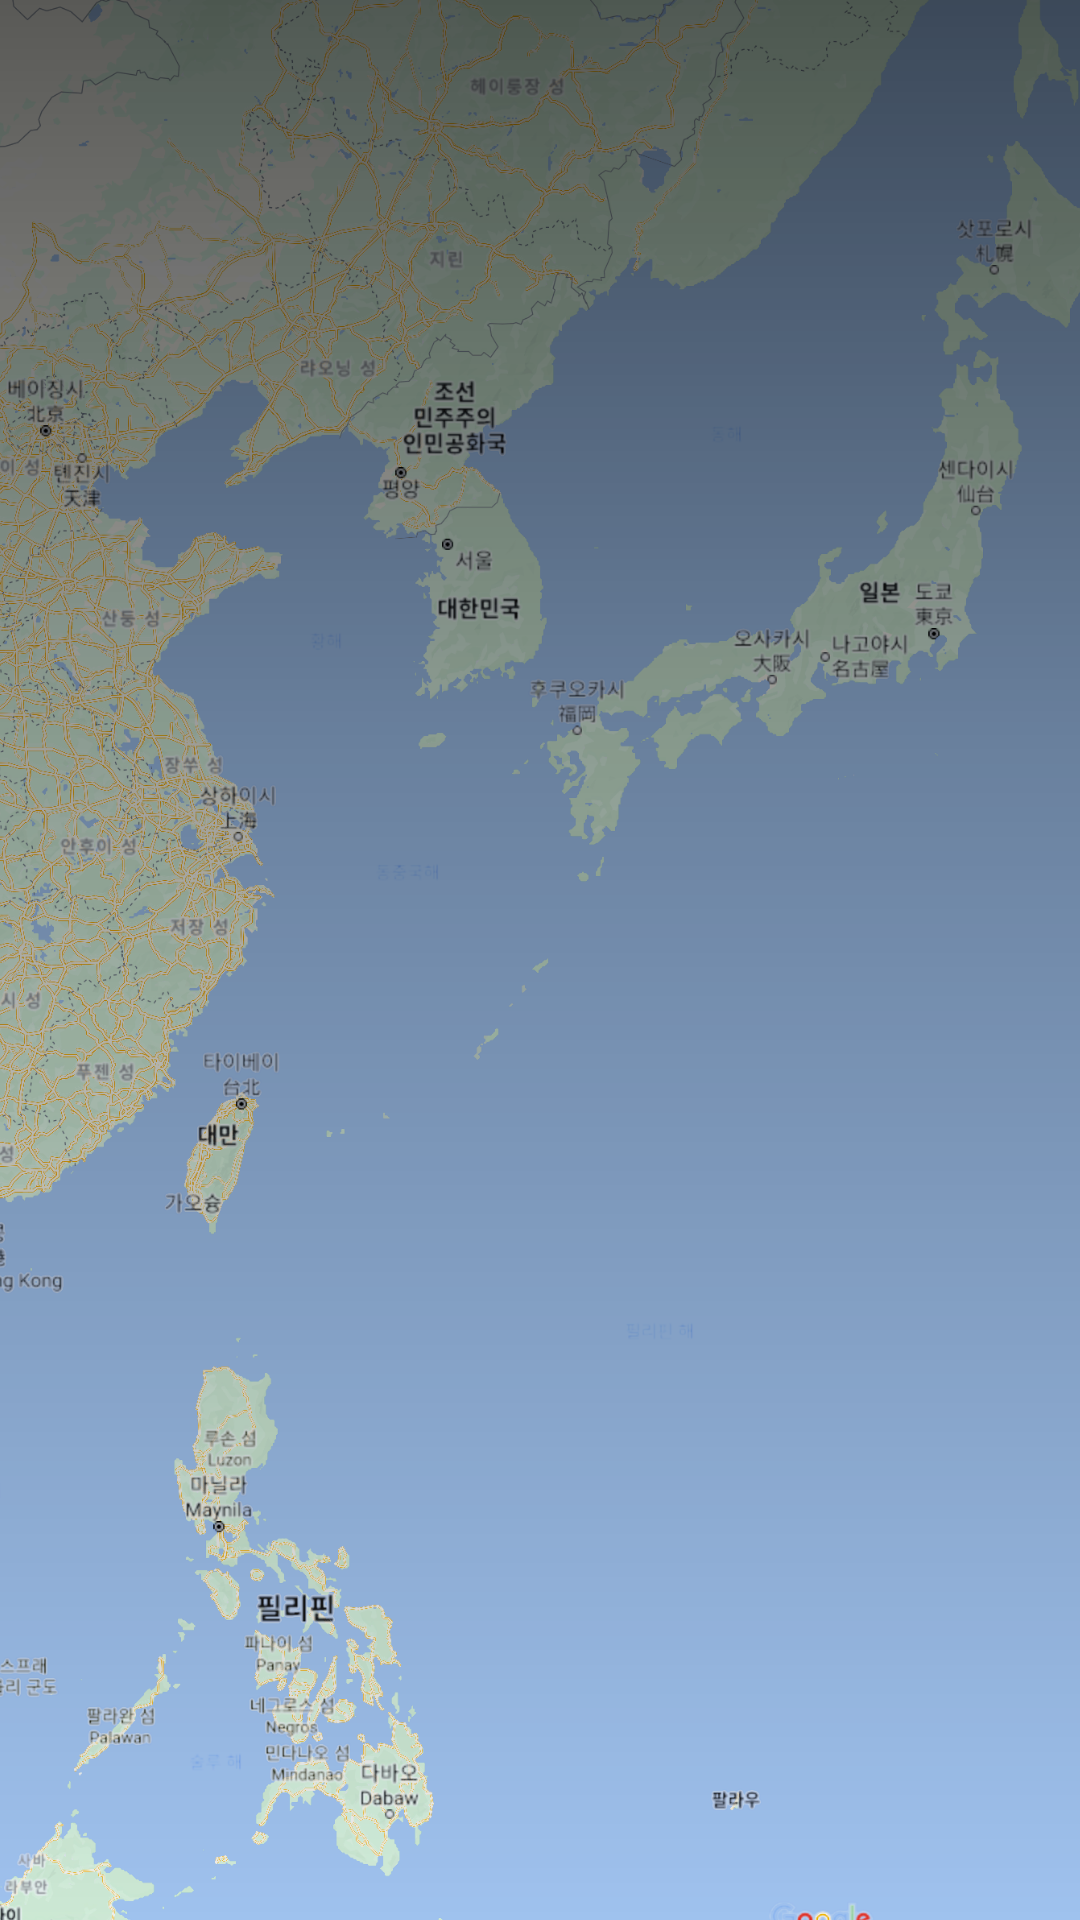 헤이룽장 성
삿포로시
札幌
지린
랴오닝 성
베이징시
北京
조선
민주주의
인민공화국
동해
이 성
톈진시
天津
평양
센다이시
仙台
서울
대한민국
산둥 성
황해
일본
도쿄
東京
오사카시
大阪
나고야시
名古屋
후쿠오카시
福岡
장쑤 성
상하이시
上海
안후이 성
동중국해
저장 성
시 성
타이베이
台北
푸젠 성
대만
성
가오슝
ng Kong
필리핀 해
루손 섬
Luzon
마닐라
Maynila
필리핀
파나이 섬
Panay
스프래
군도
네그로스 섬
Negros
팔라완 섬
Palawan
술루 해
민다나오 섬
Mindanao
다바오
Dabaw
팔라우
사바
라부안
Google